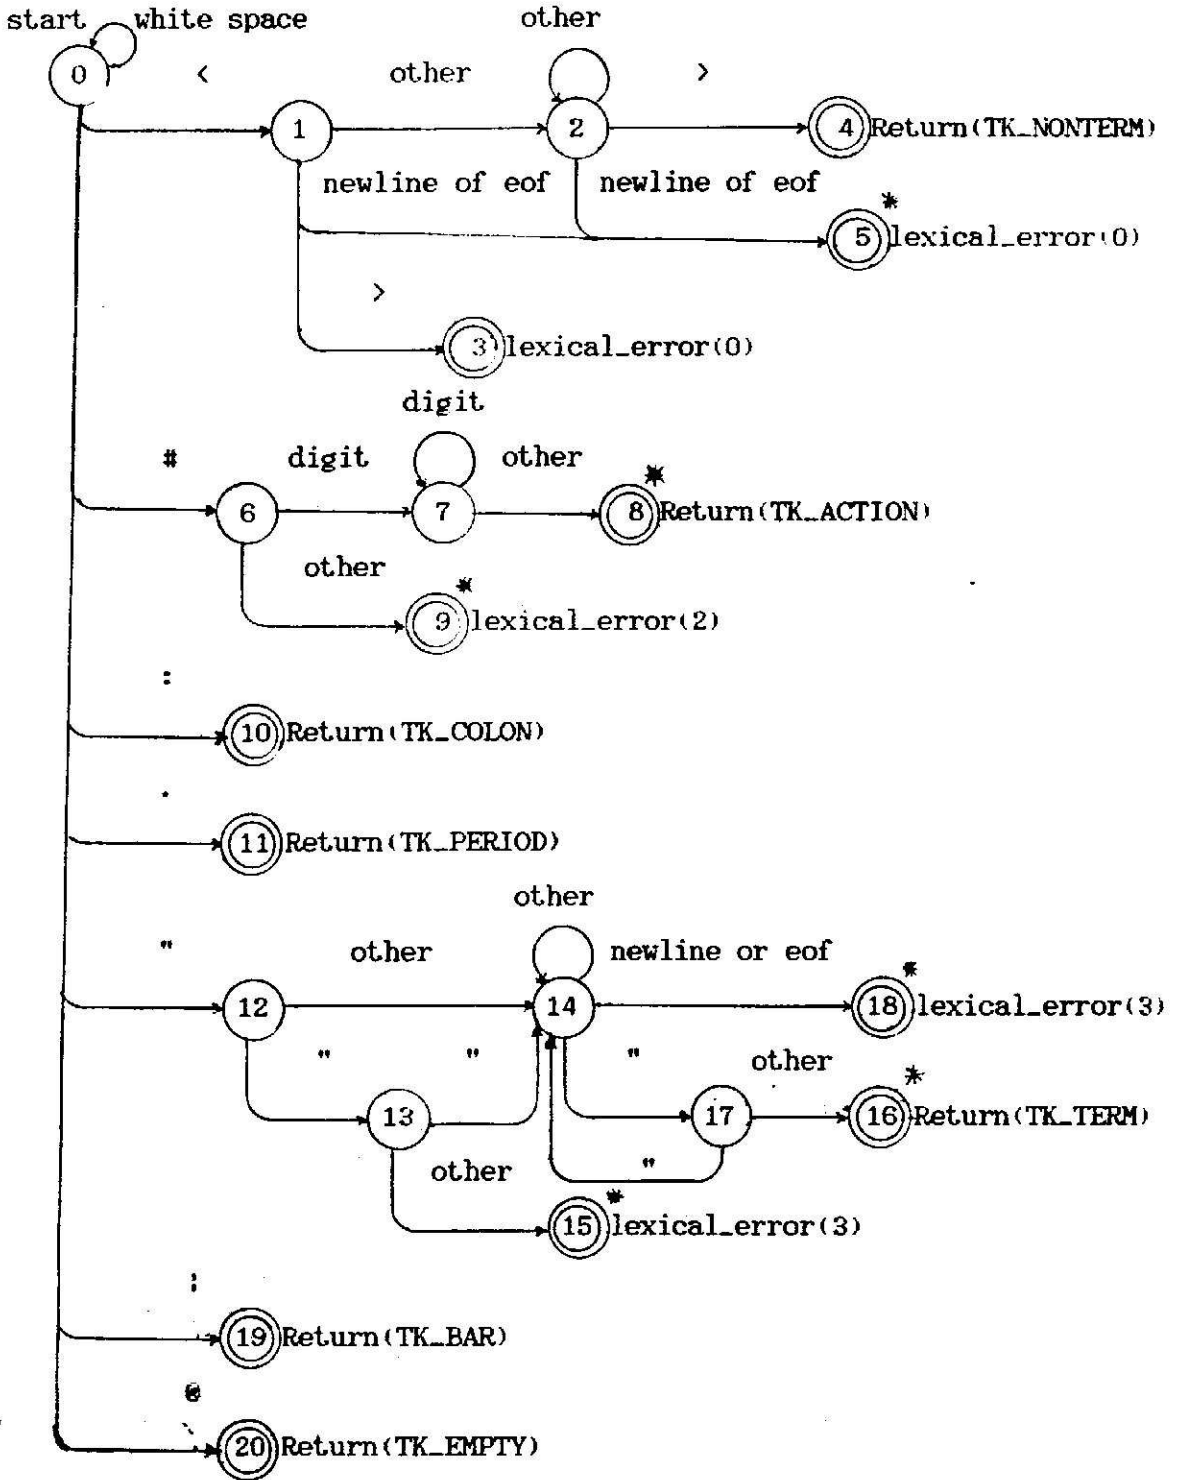 start white space other
0 < other >
1 2 4 Return(TK_NONTERM)
newline of eof newline of eof
*
5 lexical_error(0)
>
3 lexical_error(0)
digit
# digit other
*
6 7 8 Return(TK_ACTION)
other
*
9 lexical_error(2)
:
10 Return(TK_COLON)
.
11 Return(TK_PERIOD)
other
" other newline or eof
*
12 14 18 lexical_error(3)
" " " other
*
13 17 16 Return(TK_TERM)
other "
*
15 lexical_error(3)
¦
19 Return(TK_BAR)
@
20 Return(TK_EMPTY)